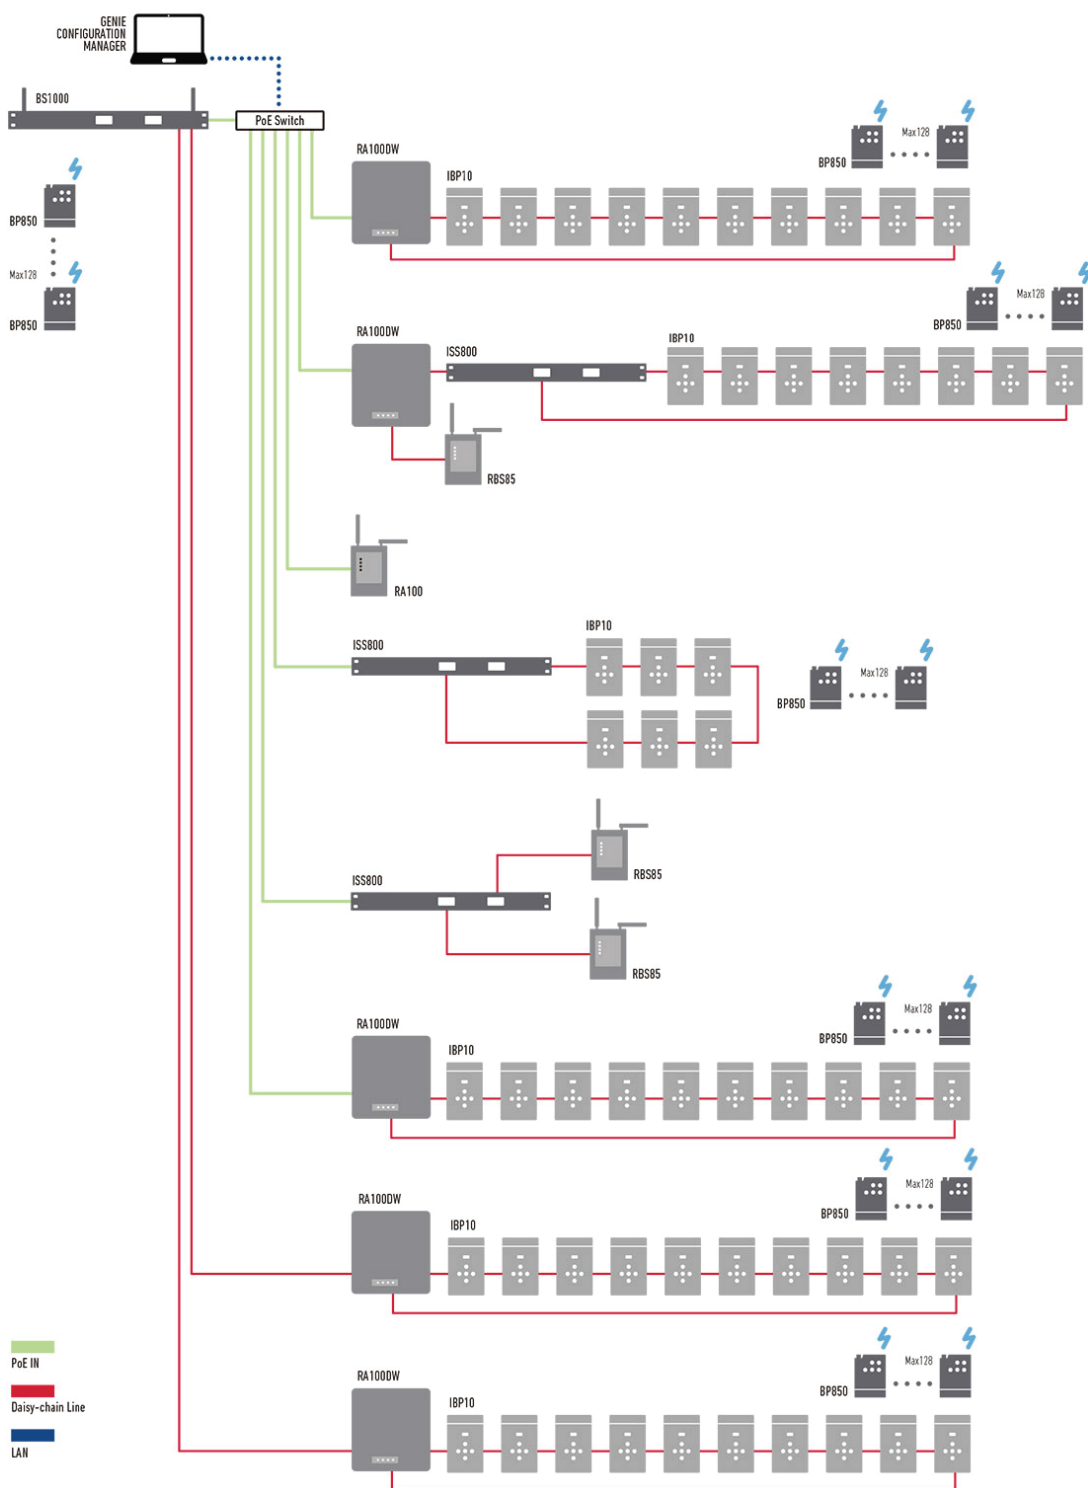 GENIE
CONFIGURATION
MANAGER
BS1000
PoE Switch
BP850
Max128
BP850
RA100DW
IBP10
BP850
Max128
RA100DW
ISS800
IBP10
BP850
Max128
RBS85
RA100
ISS800
IBP10
BP850
Max128
ISS800
RBS85
RBS85
RA100DW
IBP10
BP850
Max128
RA100DW
IBP10
BP850
Max128
RA100DW
IBP10
BP850
Max128
PoE IN
Daisy-chain Line
LAN